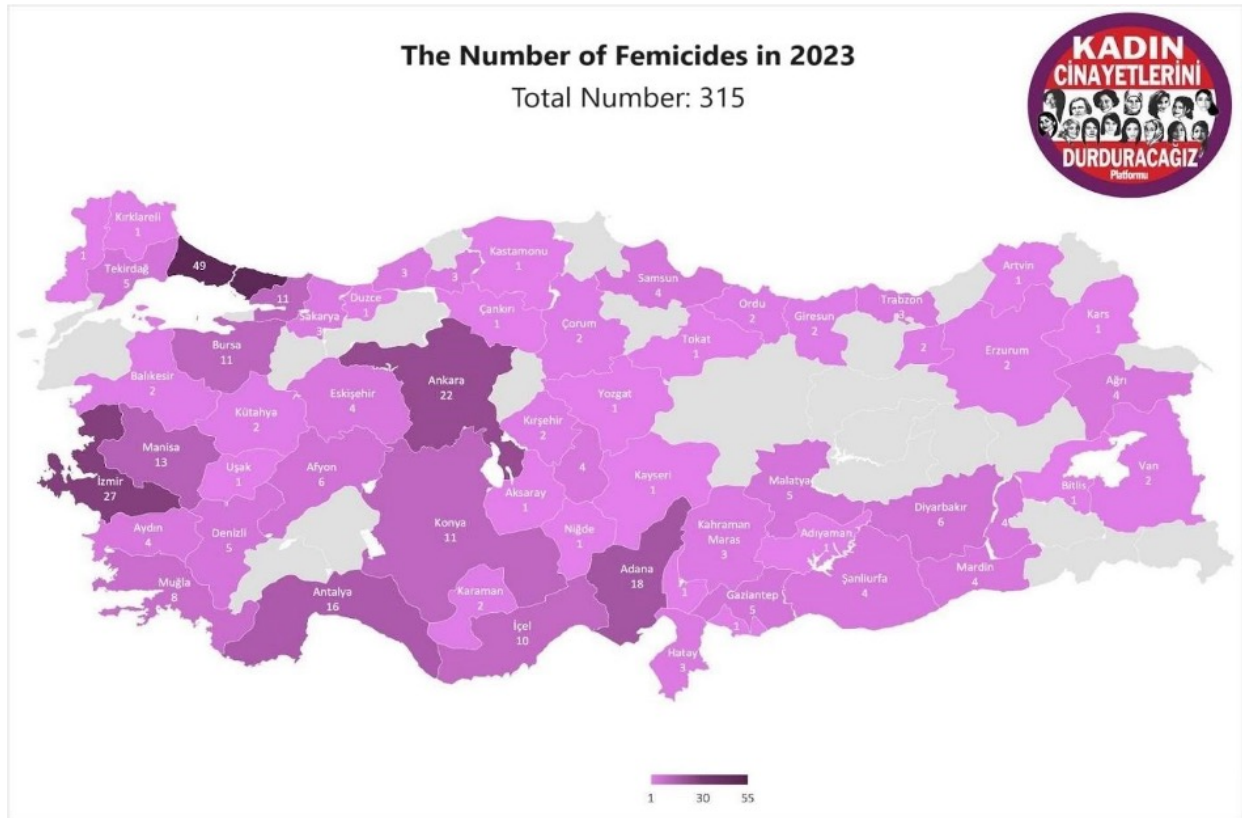 The Number of Femicides in 2023
Total Number: 315
KADIN
CİNAYETLERİNİ
DURDURACAĞIZ
Platformu
Kırklareli
1
1
Tekirdağ
5
49
11
Sakarya
3
Duzce
1
3
3
Kastamonu
1
Çankırı
1
Çorum
2
Samsun
4
Ordu
2
Tokat
1
Giresun
2
Trabzon
3
2
Artvin
1
Kars
1
Erzurum
2
Ağrı
4
Bursa
11
Balıkesir
2
Kütahya
2
Eskişehir
4
Ankara
22
Kırşehir
2
Yozgat
1
4
Kayseri
1
Malatya
5
Diyarbakır
6
4
Bitlis
1
Van
2
Manisa
13
İzmir
27
Uşak
1
Afyon
6
Aydın
4
Denizli
5
Muğla
8
Antalya
16
Konya
11
Aksaray
1
Niğde
1
Karaman
2
İçel
10
Adana
18
Kahraman
Maras
3
1
Adıyaman
1
Şanlıurfa
4
Mardin
4
Gaziantep
5
1
Hatay
3
1
30
55